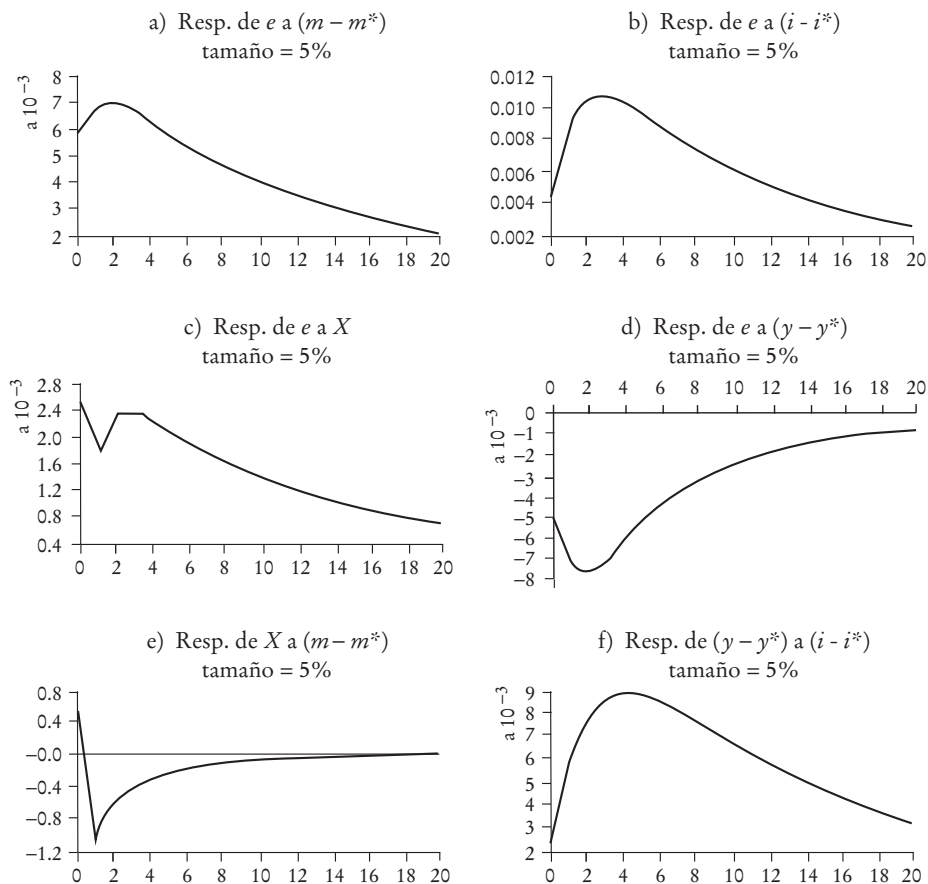 a) Resp. de e a (m – m*)
tamaño = 5%
a 10⁻³
8
7
6
5
4
3
2
0 2 4 6 8 10 12 14 16 18 20
b) Resp. de e a (i - i*)
tamaño = 5%
0.012
0.010
0.008
0.006
0.004
0.002
0 2 4 6 8 10 12 14 16 18 20
c) Resp. de e a X
tamaño = 5%
a 10⁻³
2.8
2.4
2.0
1.6
1.2
0.8
0.4
0 2 4 6 8 10 12 14 16 18 20
d) Resp. de e a (y – y*)
tamaño = 5%
0 2 4 6 8 10 12 14 16 18 20
a 10⁻³
0
–1
–2
–3
–4
–5
–6
–7
–8
e) Resp. de X a (m – m*)
tamaño = 5%
0.8
0.4
–0.0
–0.4
–0.8
–1.2
0 2 4 6 8 10 12 14 16 18 20
f) Resp. de (y – y*) a (i - i*)
tamaño = 5%
a 10⁻³
9
8
7
6
5
4
3
2
0 2 4 6 8 10 12 14 16 18 20